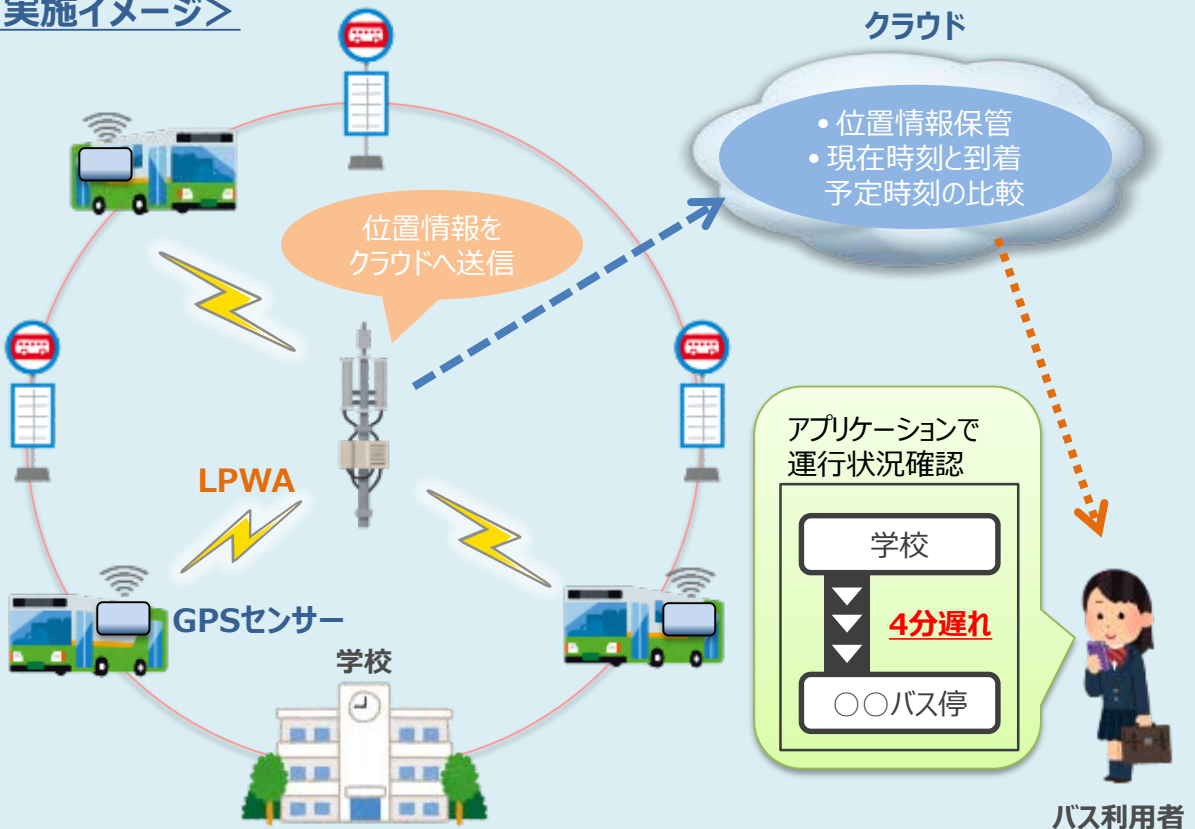 実施イメージ>
クラウド
• 位置情報保管
• 現在時刻と到着
予定時刻の比較
位置情報を
クラウドへ送信
LPWA
GPSセンサー
学校
アプリケーションで
運行状況確認
学校
4分遅れ
○○バス停
バス利用者